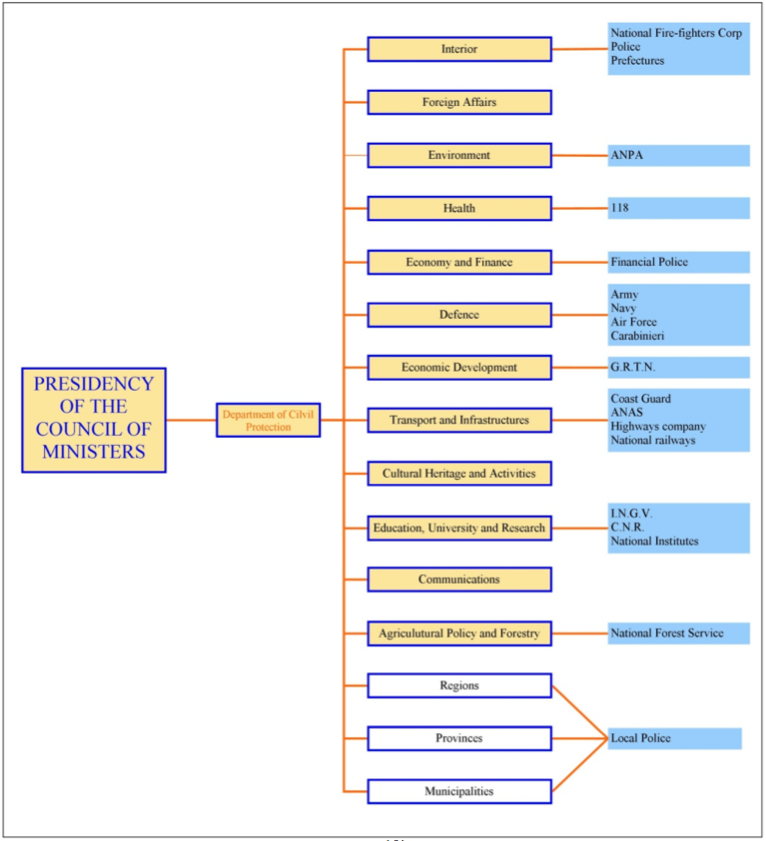 PRESIDENCY
OF THE
COUNCIL OF
MINISTERS
Department of Cilvil
Protection
Interior
National Fire-fighters Corp
Police
Prefectures
Foreign Affairs
Environment
ANPA
Health
118
Economy and Finance
Financial Police
Defence
Army
Navy
Air Force
Carabinieri
Economic Development
G.R.T.N.
Transport and Infrastructures
Coast Guard
ANAS
Highways company
National railways
Cultural Heritage and Activities
Education, University and Research
I.N.G.V.
C.N.R.
National Institutes
Communications
Agriculutural Policy and Forestry
National Forest Service
Regions
Provinces
Municipalities
Local Police